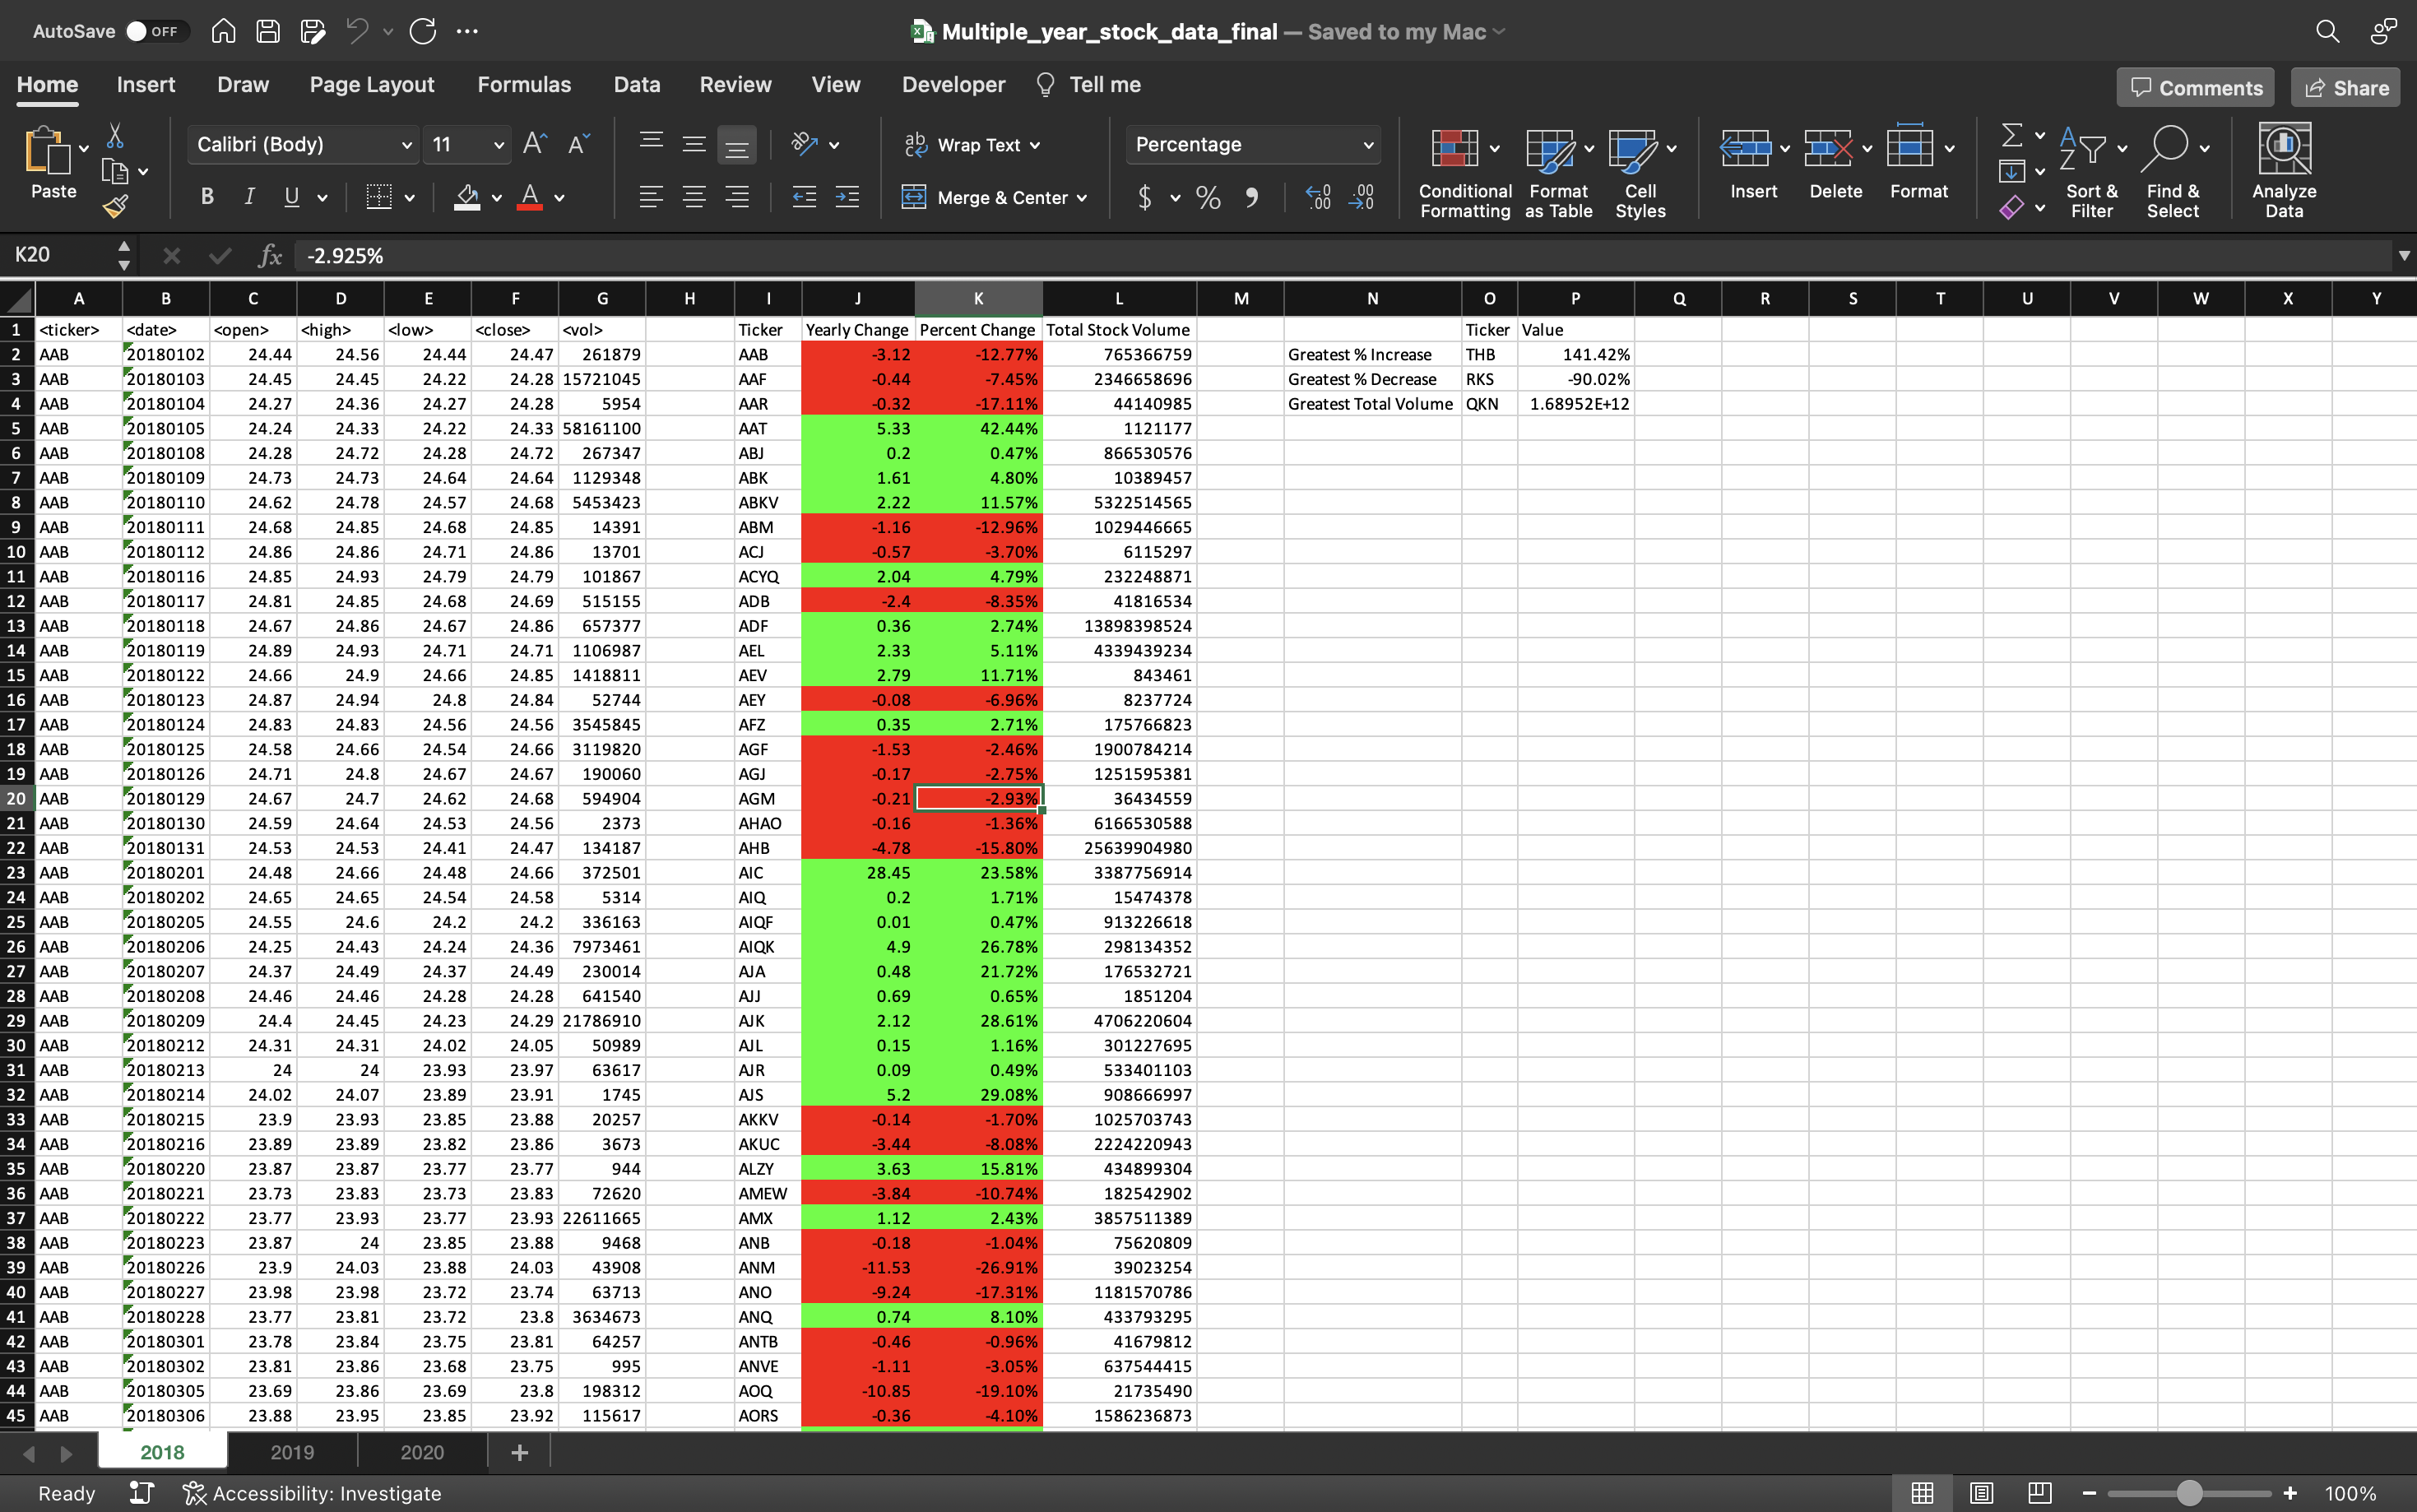 AutoSave OFF Multiple_year_stock_data_final — Saved to my Mac
Home Insert Draw Page Layout Formulas Data Review View Developer Tell me Comments Share
Paste Calibri (Body) 11 Wrap Text Percentage Conditional Formatting Format as Table Cell Styles Insert Delete Format Sort & Filter Find & Select Analyze Data
B I U A Merge & Center $ % 9
K20 fx -2.925%
A B C D E F G H I J K L M N O P Q R S T U V W X Y
1 <ticker> <date> <open> <high> <low> <close> <vol> Ticker Yearly Change Percent Change Total Stock Volume Ticker Value
2 AAB 20180102 24.44 24.56 24.44 24.47 261879 AAB -3.12 -12.77% 765366759 Greatest % Increase THB 141.42%
3 AAB 20180103 24.45 24.45 24.22 24.28 15721045 AAF -0.44 -7.45% 2346658696 Greatest % Decrease RKS -90.02%
4 AAB 20180104 24.27 24.36 24.27 24.28 5954 AAR -0.32 -17.11% 44140985 Greatest Total Volume QKN 1.68952E+12
5 AAB 20180105 24.24 24.33 24.22 24.33 58161100 AAT 5.33 42.44% 1121177
6 AAB 20180108 24.28 24.72 24.28 24.72 267347 ABJ 0.2 0.47% 866530576
7 AAB 20180109 24.73 24.73 24.64 24.64 1129348 ABK 1.61 4.80% 10389457
8 AAB 20180110 24.62 24.78 24.57 24.68 5453423 ABKV 2.22 11.57% 5322514565
9 AAB 20180111 24.68 24.85 24.68 24.85 14391 ABM -1.16 -12.96% 1029446665
10 AAB 20180112 24.86 24.86 24.71 24.86 13701 ACJ -0.57 -3.70% 6115297
11 AAB 20180116 24.85 24.93 24.79 24.79 101867 ACYQ 2.04 4.79% 232248871
12 AAB 20180117 24.81 24.85 24.68 24.69 515155 ADB -2.4 -8.35% 41816534
13 AAB 20180118 24.67 24.86 24.67 24.86 657377 ADF 0.36 2.74% 13898398524
14 AAB 20180119 24.89 24.93 24.71 24.71 1106987 AEL 2.33 5.11% 4339439234
15 AAB 20180122 24.66 24.9 24.66 24.85 1418811 AEV 2.79 11.71% 843461
16 AAB 20180123 24.87 24.94 24.8 24.84 52744 AEY -0.08 -6.96% 8237724
17 AAB 20180124 24.83 24.83 24.56 24.56 3545845 AFZ 0.35 2.71% 175766823
18 AAB 20180125 24.58 24.66 24.54 24.66 3119820 AGF -1.53 -2.46% 1900784214
19 AAB 20180126 24.71 24.8 24.67 24.67 190060 AGJ -0.17 -2.75% 1251595381
20 AAB 20180129 24.67 24.7 24.62 24.68 594904 AGM -0.21 -2.93% 36434559
21 AAB 20180130 24.59 24.64 24.53 24.56 2373 AHAO -0.16 -1.36% 6166530588
22 AAB 20180131 24.53 24.53 24.41 24.47 134187 AHB -4.78 -15.80% 25639904980
23 AAB 20180201 24.48 24.66 24.48 24.66 372501 AIC 28.45 23.58% 3387756914
24 AAB 20180202 24.65 24.65 24.54 24.58 5314 AIQ 0.2 1.71% 15474378
25 AAB 20180205 24.55 24.6 24.2 24.2 336163 AIQF 0.01 0.47% 913226618
26 AAB 20180206 24.25 24.43 24.24 24.36 7973461 AIQK 4.9 26.78% 298134352
27 AAB 20180207 24.37 24.49 24.37 24.49 230014 AJA 0.48 21.72% 176532721
28 AAB 20180208 24.46 24.46 24.28 24.28 641540 AJJ 0.69 0.65% 1851204
29 AAB 20180209 24.4 24.45 24.23 24.29 21786910 AJK 2.12 28.61% 4706220604
30 AAB 20180212 24.31 24.31 24.02 24.05 50989 AJL 0.15 1.16% 301227695
31 AAB 20180213 24 24 23.93 23.97 63617 AJR 0.09 0.49% 533401103
32 AAB 20180214 24.02 24.07 23.89 23.91 1745 AJS 5.2 29.08% 908666997
33 AAB 20180215 23.9 23.93 23.85 23.88 20257 AKKV -0.14 -1.70% 1025703743
34 AAB 20180216 23.89 23.89 23.82 23.86 3673 AKUC -3.44 -8.08% 2224220943
35 AAB 20180220 23.87 23.87 23.77 23.77 944 ALZY 3.63 15.81% 434899304
36 AAB 20180221 23.73 23.83 23.73 23.83 72620 AMEW -3.84 -10.74% 182542902
37 AAB 20180222 23.77 23.93 23.77 23.93 22611665 AMX 1.12 2.43% 3857511389
38 AAB 20180223 23.87 24 23.85 23.88 9468 ANB -0.18 -1.04% 75620809
39 AAB 20180226 23.9 24.03 23.88 24.03 43908 ANM -11.53 -26.91% 39023254
40 AAB 20180227 23.98 23.98 23.72 23.74 63713 ANO -9.24 -17.31% 1181570786
41 AAB 20180228 23.77 23.81 23.72 23.8 3634673 ANQ 0.74 8.10% 433793295
42 AAB 20180301 23.78 23.84 23.75 23.81 64257 ANTB -0.46 -0.96% 41679812
43 AAB 20180302 23.81 23.86 23.68 23.75 995 ANVE -1.11 -3.05% 637544415
44 AAB 20180305 23.69 23.86 23.69 23.8 198312 AOQ -10.85 -19.10% 21735490
45 AAB 20180306 23.88 23.95 23.85 23.92 115617 AORS -0.36 -4.10% 1586236873
2018 2019 2020 +
Ready Accessibility: Investigate 100%